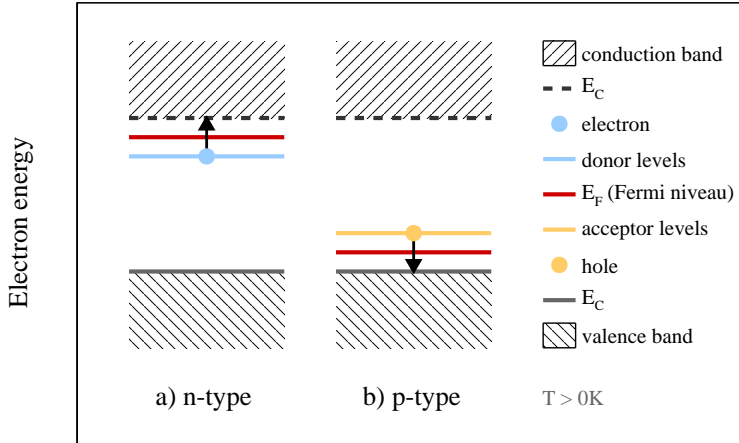 Electron energy
conduction band
E_C
electron
donor levels
E_F (Fermi niveau)
acceptor levels
hole
E_C
valence band
a) n-type
b) p-type
T > 0K